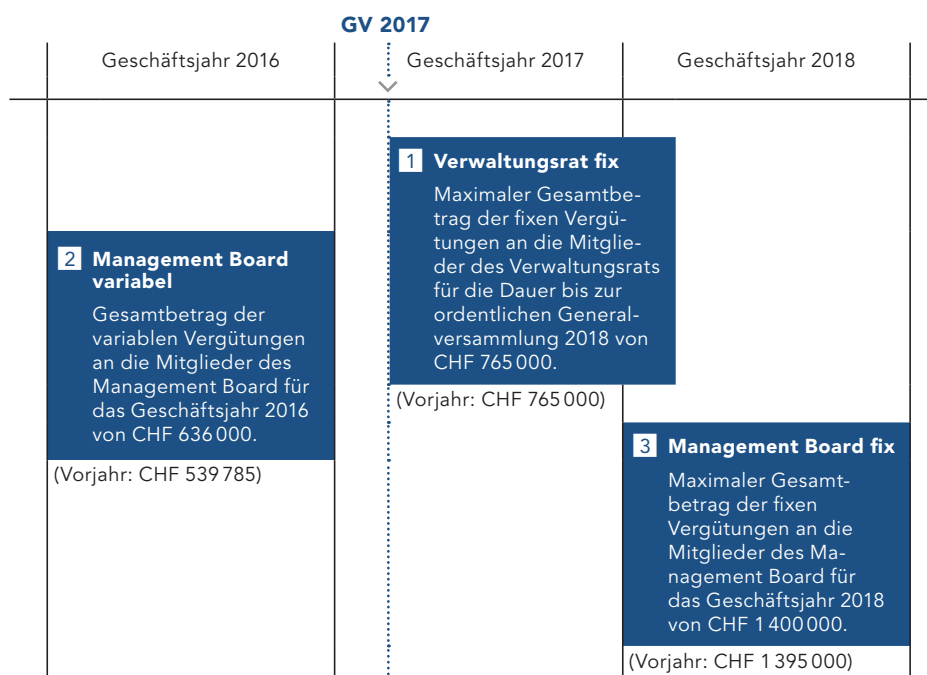 GV 2017
Geschäftsjahr 2016
Geschäftsjahr 2017
Geschäftsjahr 2018
1 Verwaltungsrat fix
Maximaler Gesamtbe-
trag der fixen Vergü-
tungen an die Mitglie-
der des Verwaltungsrats
für die Dauer bis zur
ordentlichen General-
versammlung 2018 von
CHF 765 000.
(Vorjahr: CHF 765 000)
2 Management Board
variabel
Gesamtbetrag der
variablen Vergütungen
an die Mitglieder des
Management Board für
das Geschäftsjahr 2016
von CHF 636 000.
(Vorjahr: CHF 539 785)
3 Management Board fix
Maximaler Gesamt-
betrag der fixen
Vergütungen an die
Mitglieder des Ma-
nagement Board für
das Geschäftsjahr 2018
von CHF 1 400 000.
(Vorjahr: CHF 1 395 000)